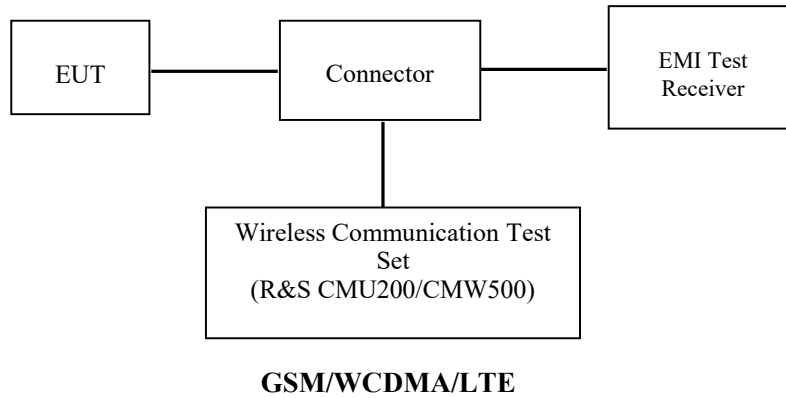 EUT
Connector
EMI Test
Receiver
Wireless Communication Test
Set
(R&S CMU200/CMW500)
GSM/WCDMA/LTE